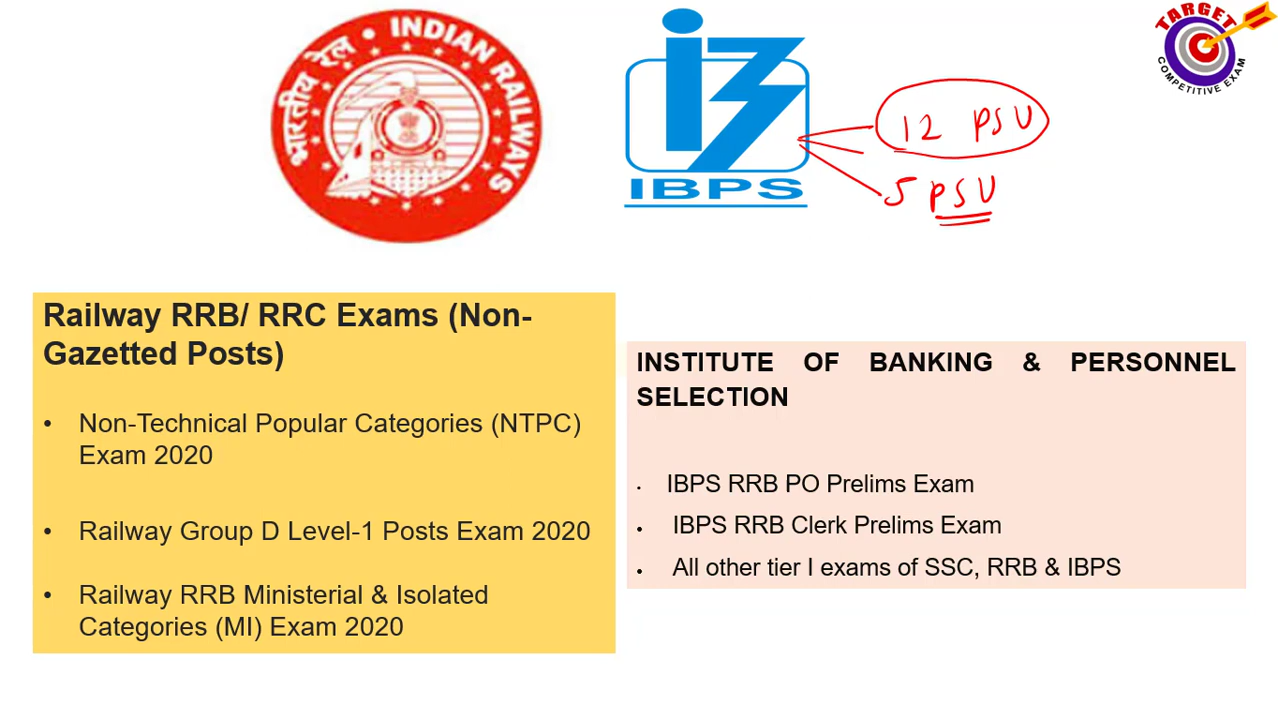 भारतीय रेल • INDIAN RAILWAYS
IBPS
12 PSU
5 PSU
TARGET
COMPETITIVE EXAM
Railway RRB/ RRC Exams (Non-
Gazetted Posts)
• Non-Technical Popular Categories (NTPC)
Exam 2020
• Railway Group D Level-1 Posts Exam 2020
• Railway RRB Ministerial & Isolated
Categories (MI) Exam 2020
INSTITUTE OF BANKING & PERSONNEL
SELECTION
• IBPS RRB PO Prelims Exam
• IBPS RRB Clerk Prelims Exam
• All other tier I exams of SSC, RRB & IBPS